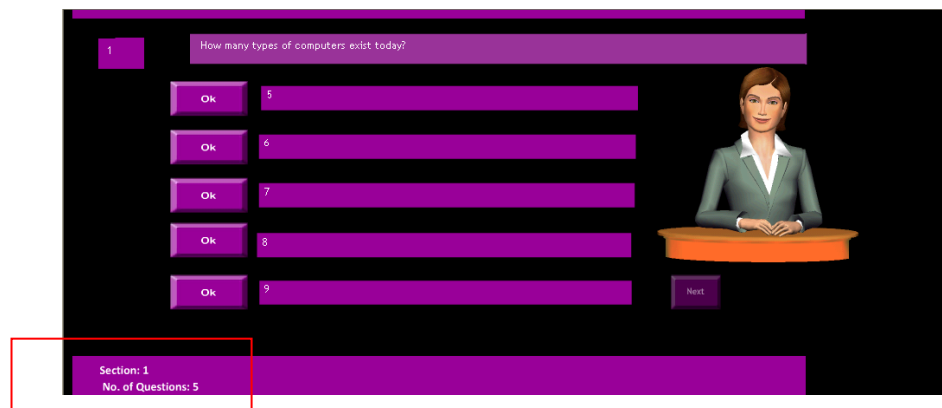 1
How many types of computers exist today?
Ok
5
Ok
6
Ok
7
Ok
8
Ok
9
Next
Section: 1
No. of Questions: 5